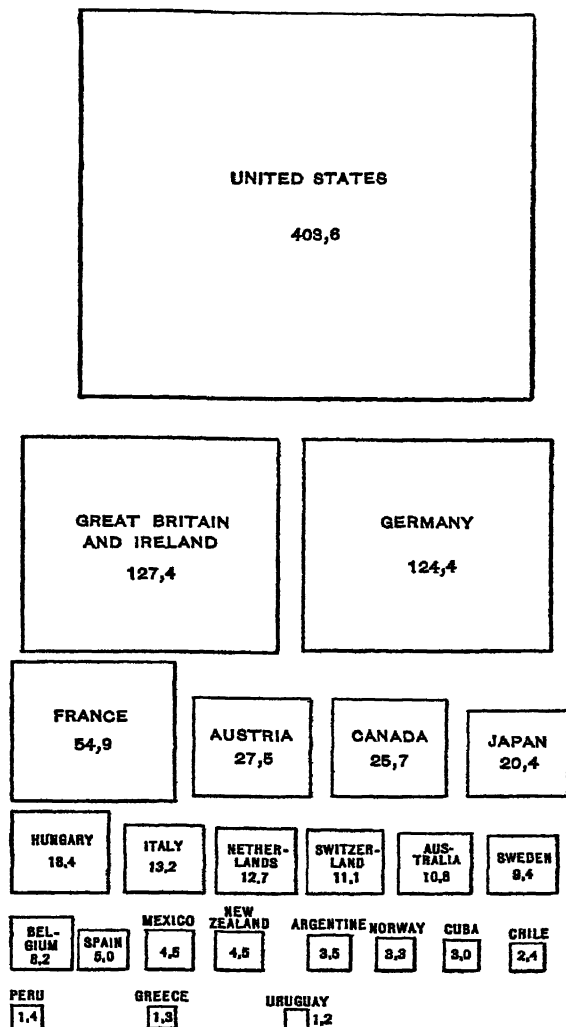 UNITED STATES
403,6
GREAT BRITAIN
AND IRELAND
127,4
GERMANY
124,4
FRANCE
54,9
AUSTRIA
27,5
CANADA
25,7
JAPAN
20,4
HUNGARY
18,4
ITALY
13,2
NETHER-
LANDS
12,7
SWITZER-
LAND
11,1
AUS-
TRALIA
10,8
SWEDEN
9,4
BEL-
GIUM
8,2
SPAIN
5,0
MEXICO
4,5
NEW
ZEALAND
4,5
ARGENTINE
3,5
NORWAY
3,3
CUBA
3,0
CHILE
2,4
PERU
1,4
GREECE
1,3
URUGUAY
1,2